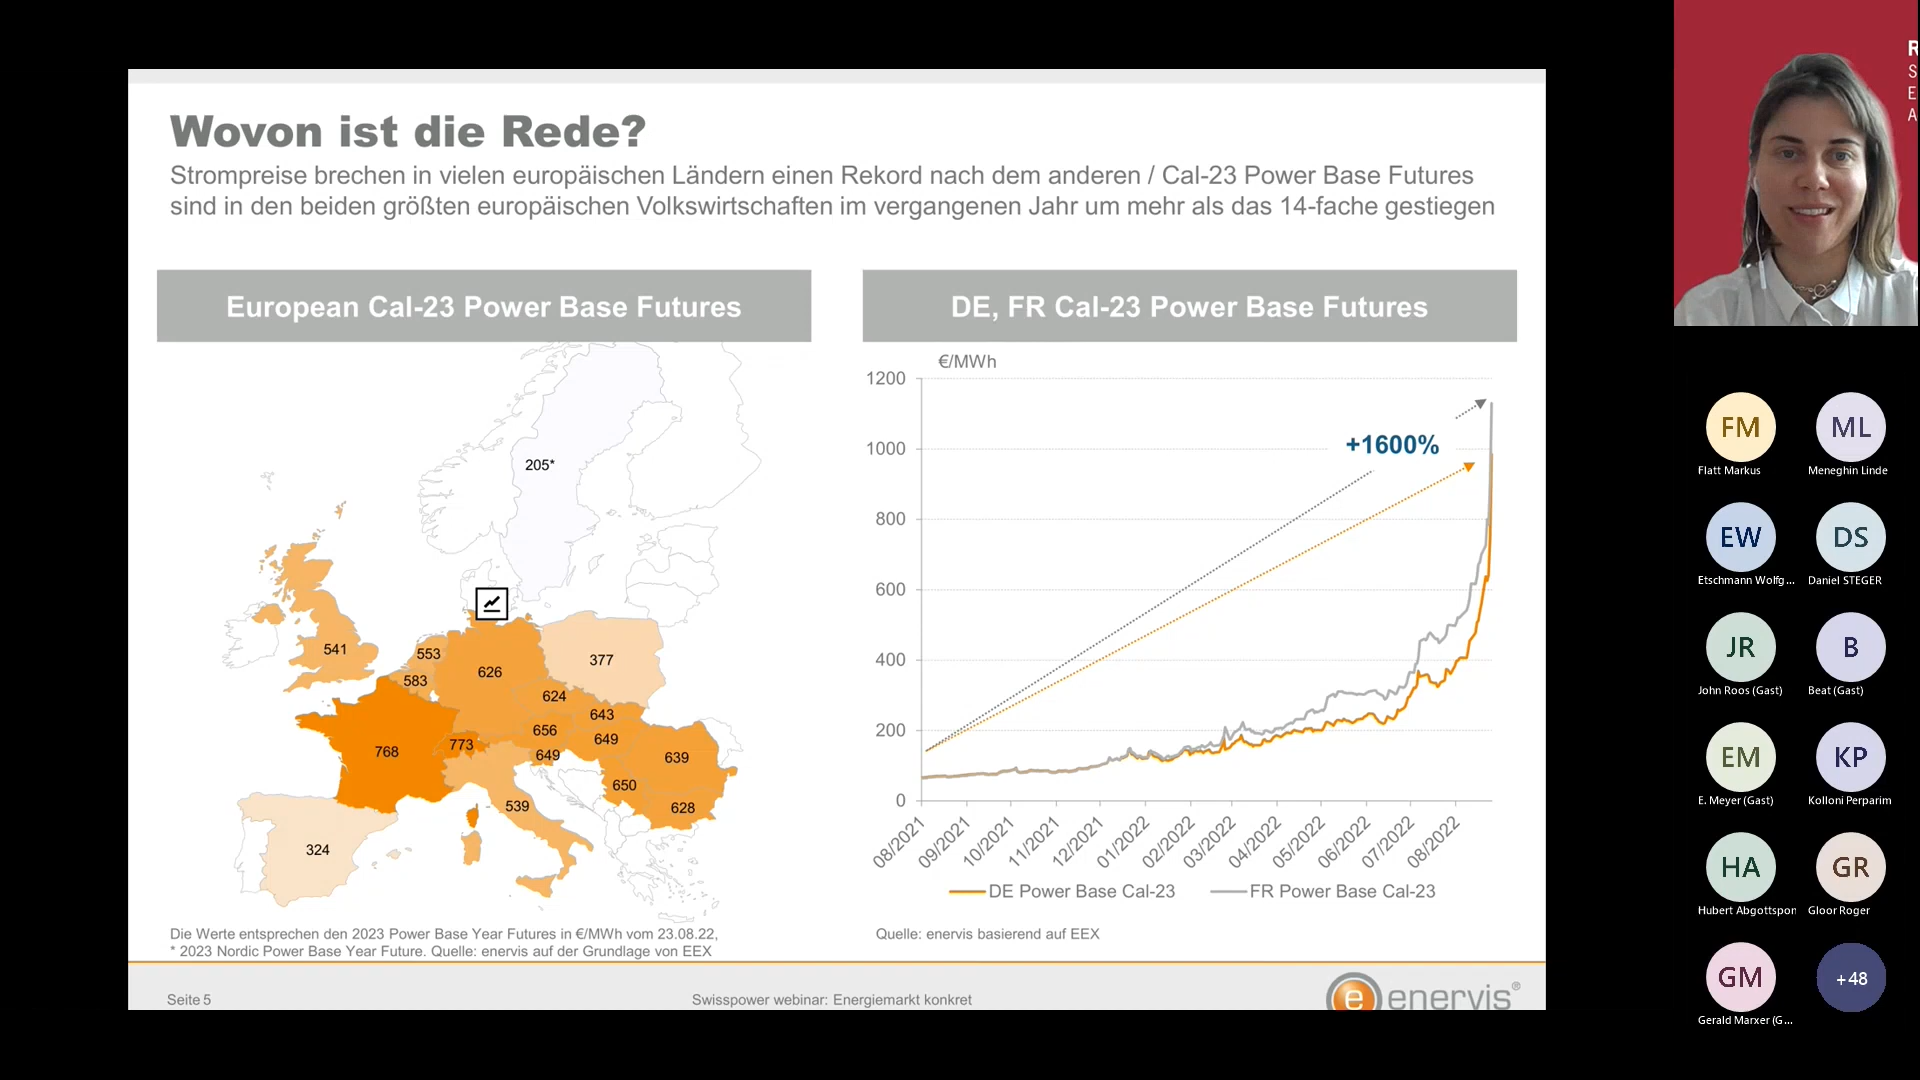 Wovon ist die Rede?
Strompreise brechen in vielen europäischen Ländern einen Rekord nach dem anderen / Cal-23 Power Base Futures
sind in den beiden größten europäischen Volkswirtschaften im vergangenen Jahr um mehr als das 14-fache gestiegen
European Cal-23 Power Base Futures
205*
541
553
583
626
377
624
643
656
649
649
639
768
773
650
628
539
324
Die Werte entsprechen den 2023 Power Base Year Futures in €/MWh vom 23.08.22,
* 2023 Nordic Power Base Year Future. Quelle: enervis auf der Grundlage von EEX
DE, FR Cal-23 Power Base Futures
€/MWh
1200
1000
800
600
400
200
0
+1600%
08/2021
09/2021
10/2021
11/2021
12/2021
01/2022
02/2022
03/2022
04/2022
05/2022
06/2022
07/2022
08/2022
DE Power Base Cal-23
FR Power Base Cal-23
Quelle: enervis basierend auf EEX
Seite 5
Swisspower webinar: Energiemarkt konkret
e enervis®
R
S
E
A
FM
Flatt Markus
ML
Meneghin Linde
EW
Etschmann Wolfg...
DS
Daniel STEGER
JR
John Roos (Gast)
B
Beat (Gast)
EM
E. Meyer (Gast)
KP
Kolloni Perparim
HA
Hubert Abgottspon
GR
Gloor Roger
GM
Gerald Marxer (G...
+48